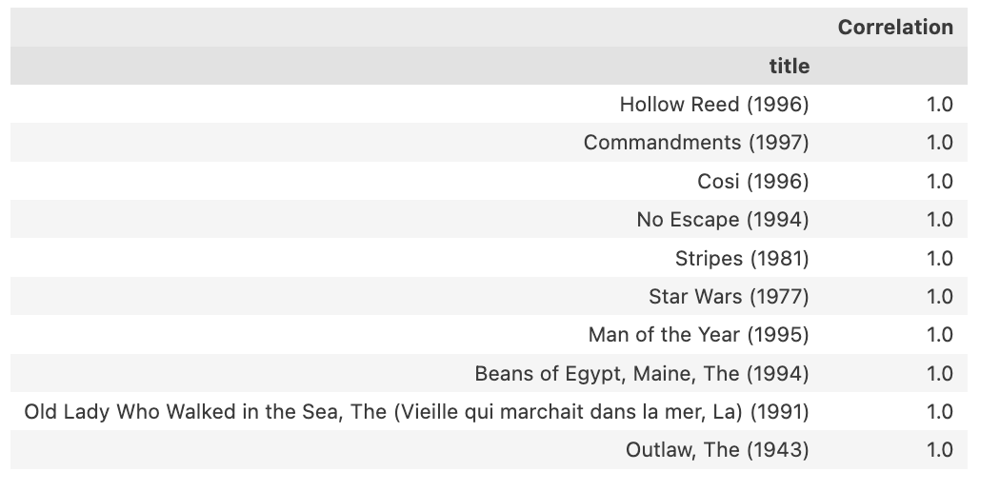 Correlation
title
Hollow Reed (1996) 1.0
Commandments (1997) 1.0
Cosi (1996) 1.0
No Escape (1994) 1.0
Stripes (1981) 1.0
Star Wars (1977) 1.0
Man of the Year (1995) 1.0
Beans of Egypt, Maine, The (1994) 1.0
Old Lady Who Walked in the Sea, The (Vieille qui marchait dans la mer, La) (1991) 1.0
Outlaw, The (1943) 1.0